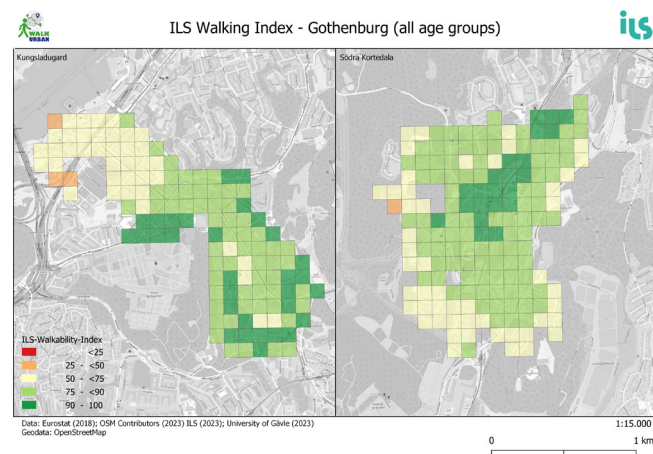 WALK
URBAN
ILS Walking Index - Gothenburg (all age groups)
ils
Kungsladugard
Södra Kortedala
ILS-Walkability-Index
<25
25 - <50
50 - <75
75 - <90
90 - 100
Data: Eurostat (2018); OSM Contributors (2023) ILS (2023); University of Gävle (2023)
Geodata: OpenStreetMap
1:15.000
0 1 km